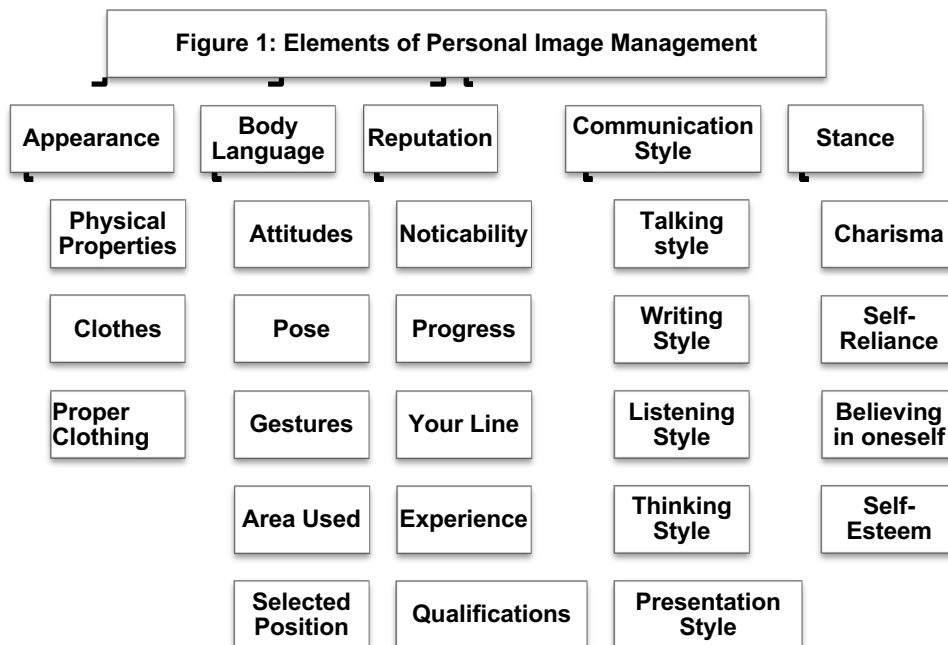 Figure 1: Elements of Personal Image Management
Appearance
Physical
Properties
Clothes
Proper
Clothing
Body
Language
Attitudes
Pose
Gestures
Area Used
Selected
Position
Reputation
Noticability
Progress
Your Line
Experience
Qualifications
Communication
Style
Talking
style
Writing
Style
Listening
Style
Thinking
Style
Presentation
Style
Stance
Charisma
Self-
Reliance
Believing
in oneself
Self-
Esteem